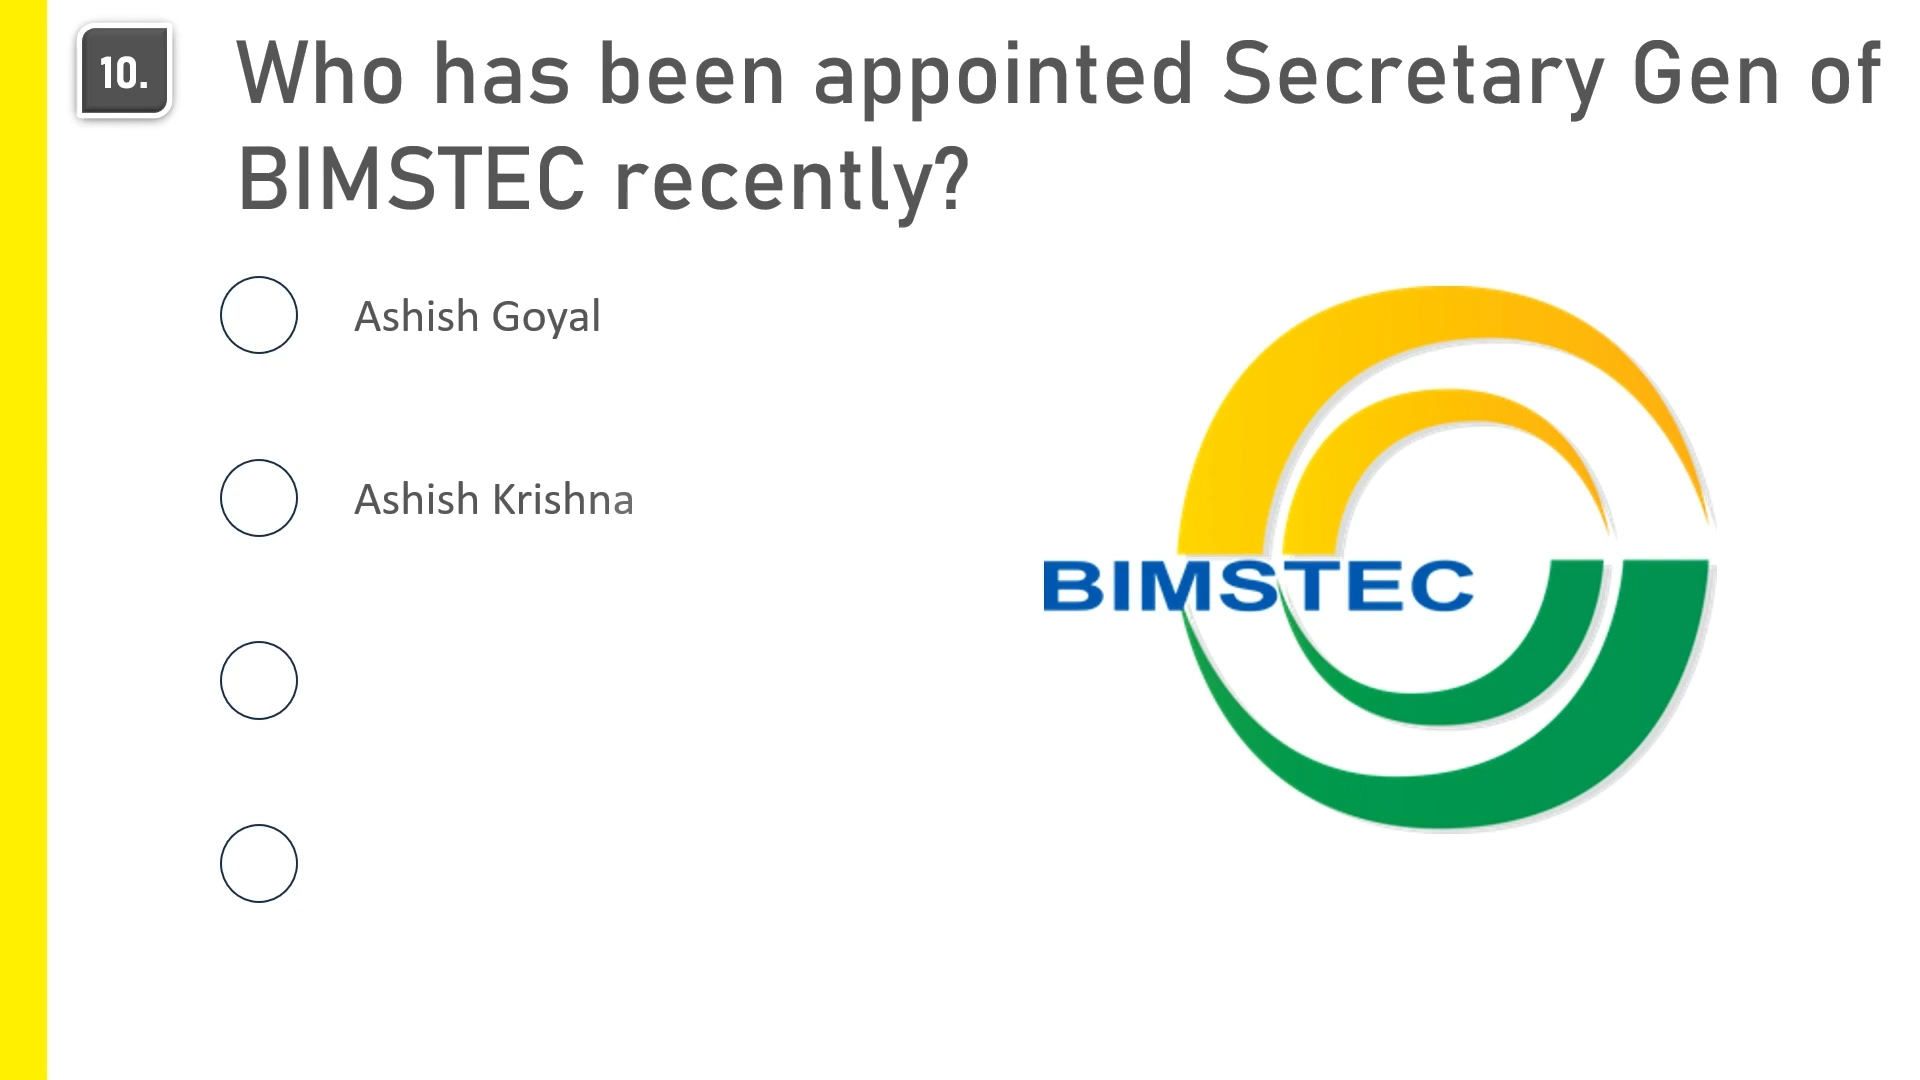 10.
Who has been appointed Secretary Gen of
BIMSTEC recently?
Ashish Goyal
Ashish Krishna
BIMSTEC